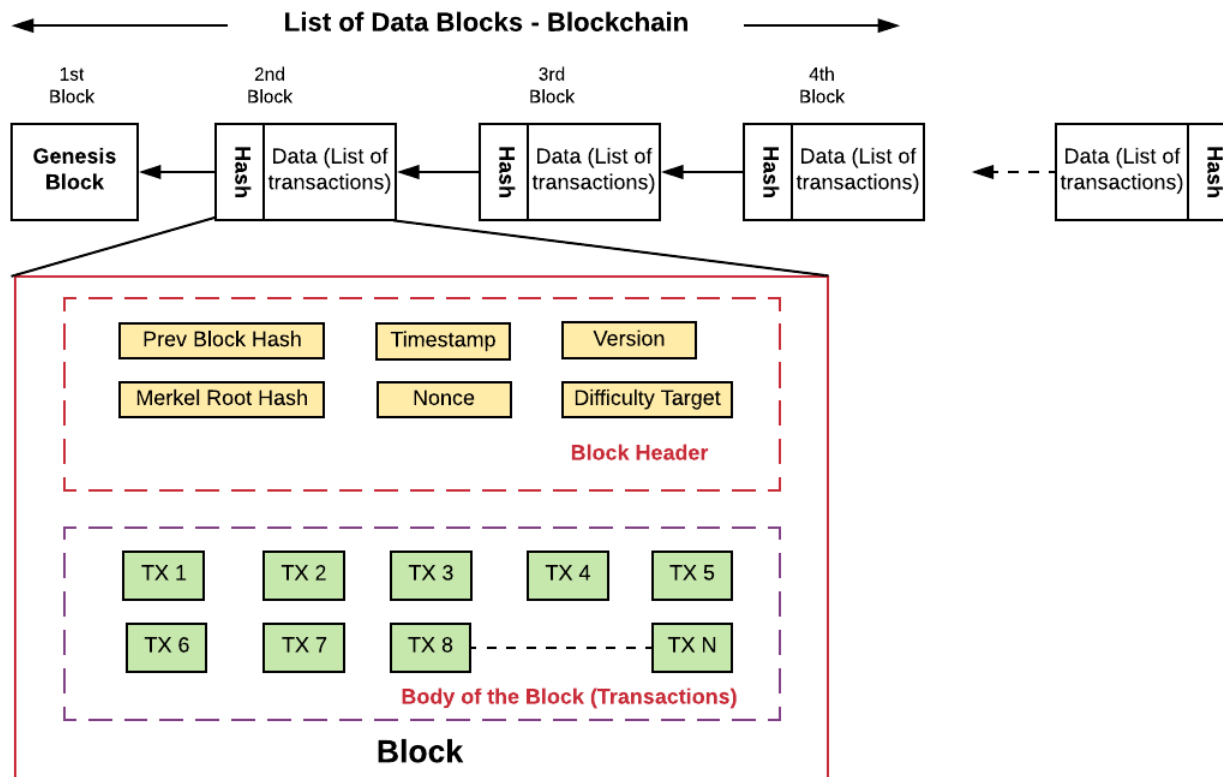 List of Data Blocks - Blockchain
1st
Block
2nd
Block
3rd
Block
4th
Block
Genesis
Block
Hash
Data (List of
transactions)
Hash
Data (List of
transactions)
Hash
Data (List of
transactions)
Data (List of
transactions)
Hash
Prev Block Hash
Timestamp
Version
Merkel Root Hash
Nonce
Difficulty Target
Block Header
TX 1
TX 2
TX 3
TX 4
TX 5
TX 6
TX 7
TX 8
TX N
Body of the Block (Transactions)
Block